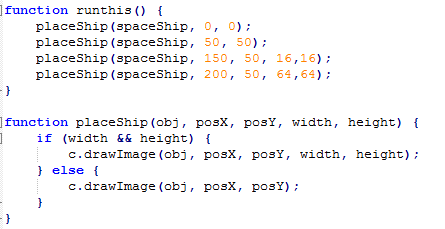 function runthis() {
    placeShip(spaceShip, 0, 0);
    placeShip(spaceShip, 50, 50);
    placeShip(spaceShip, 150, 50, 16,16);
    placeShip(spaceShip, 200, 50, 64,64);
}

function placeShip(obj, posX, posY, width, height) {
    if (width && height) {
        c.drawImage(obj, posX, posY, width, height);
    } else {
        c.drawImage(obj, posX, posY);
    }
}